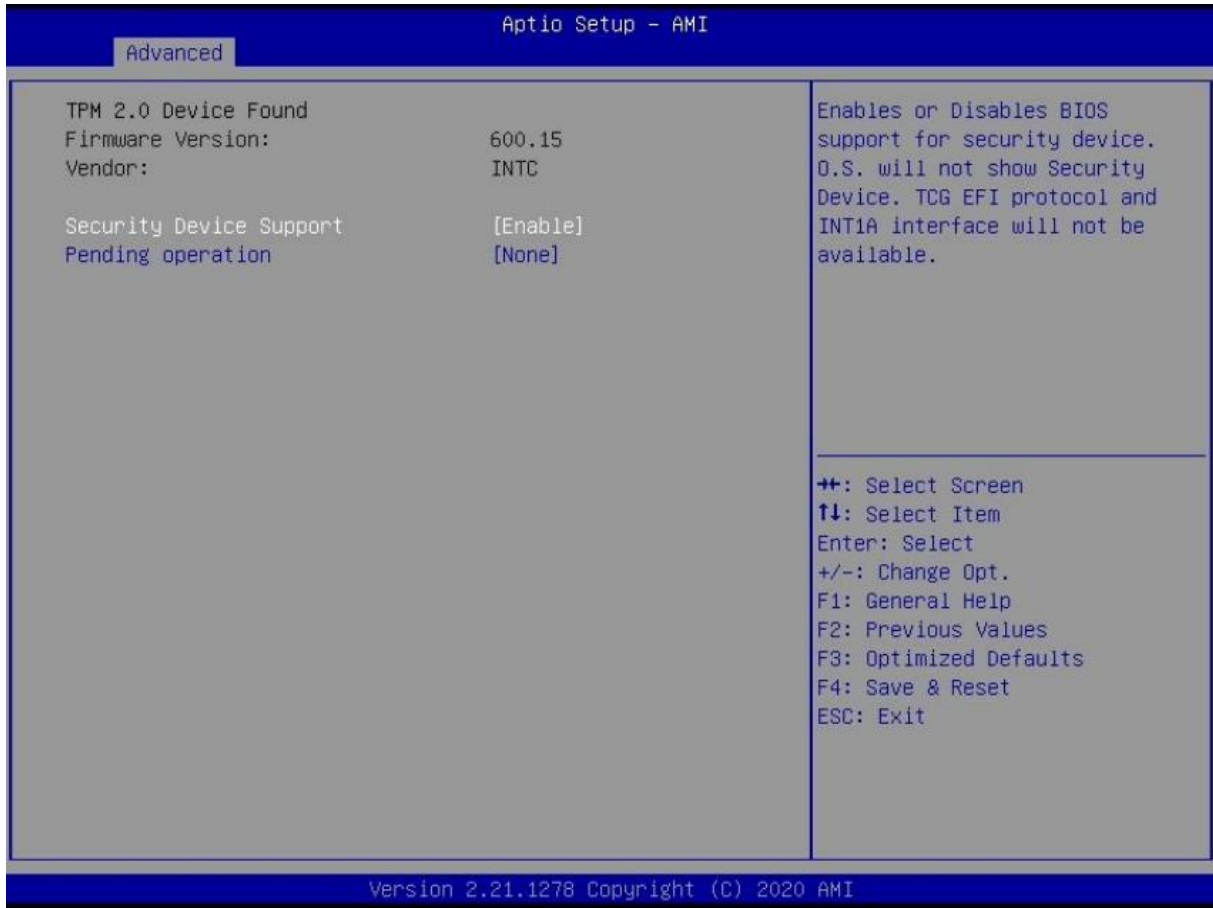 Aptio Setup – AMI
Advanced
TPM 2.0 Device Found
Firmware Version: 600.15
Vendor: INTC
Security Device Support [Enable]
Pending operation [None]
Enables or Disables BIOS
support for security device.
O.S. will not show Security
Device. TCG EFI protocol and
INT1A interface will not be
available.
→←: Select Screen
↑↓: Select Item
Enter: Select
+/-: Change Opt.
F1: General Help
F2: Previous Values
F3: Optimized Defaults
F4: Save & Reset
ESC: Exit
Version 2.21.1278 Copyright (C) 2020 AMI